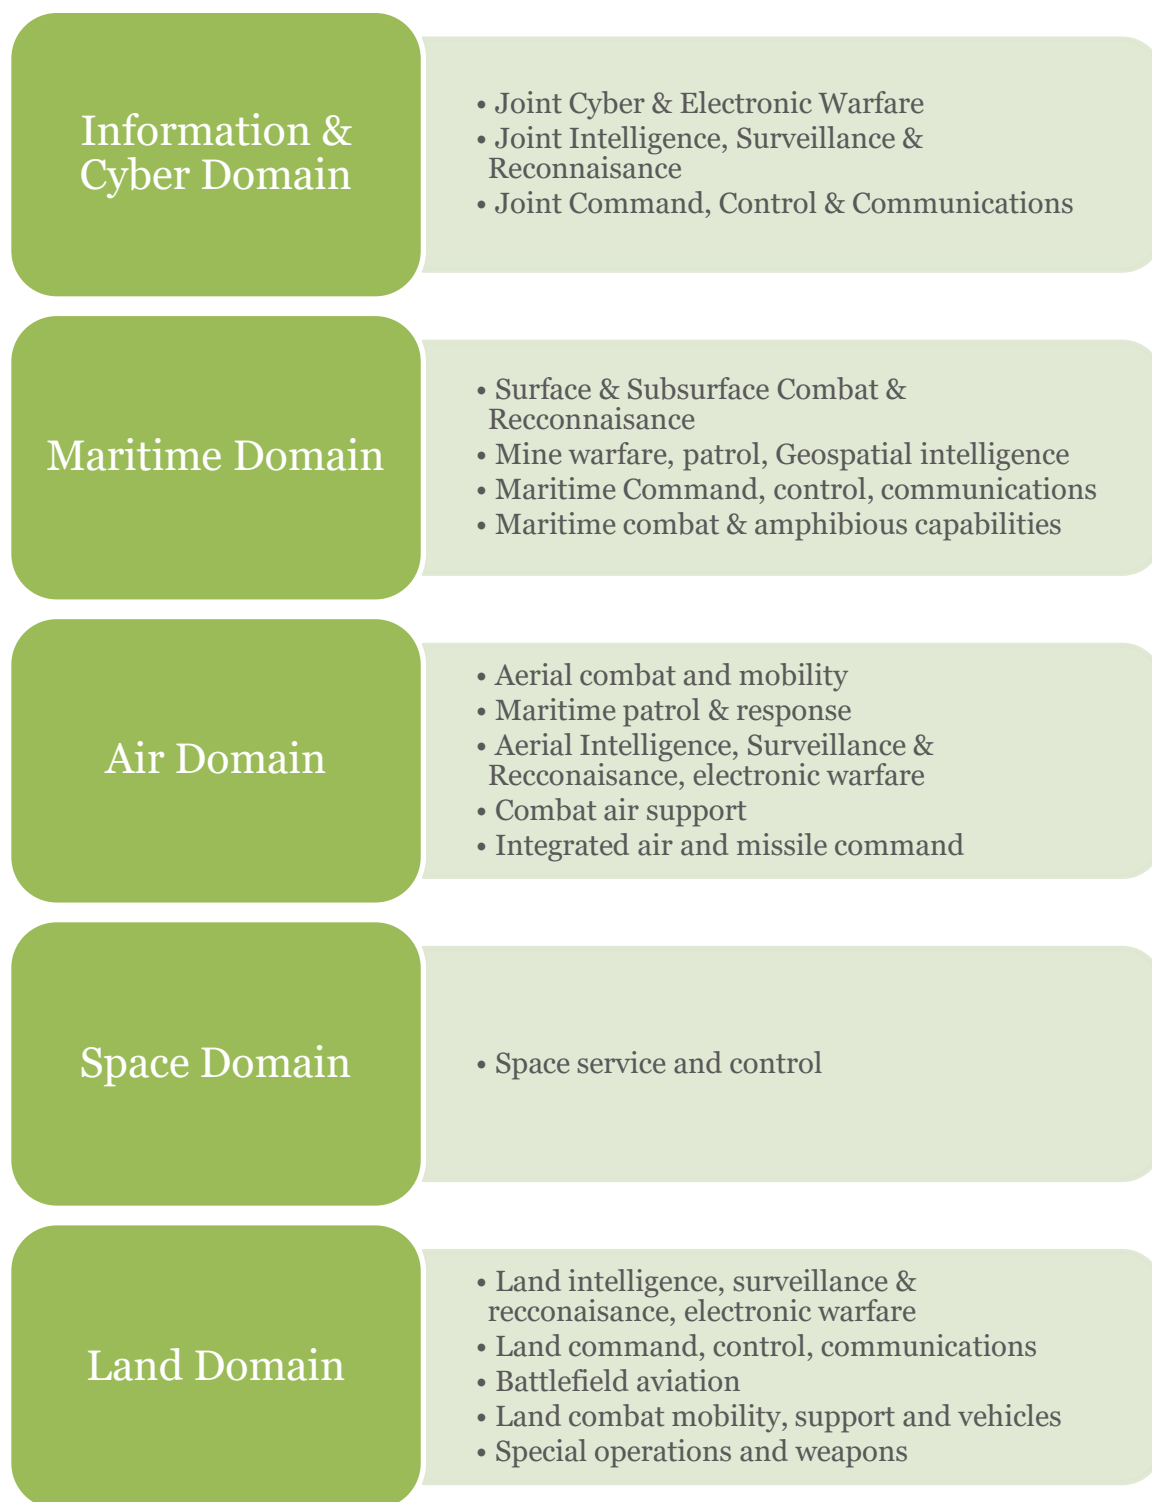 Information &
Cyber Domain
• Joint Cyber & Electronic Warfare
• Joint Intelligence, Surveillance &
Reconnaisance
• Joint Command, Control & Communications
Maritime Domain
• Surface & Subsurface Combat &
Recconnaisance
• Mine warfare, patrol, Geospatial intelligence
• Maritime Command, control, communications
• Maritime combat & amphibious capabilities
Air Domain
• Aerial combat and mobility
• Maritime patrol & response
• Aerial Intelligence, Surveillance &
Recconaisance, electronic warfare
• Combat air support
• Integrated air and missile command
Space Domain
• Space service and control
Land Domain
• Land intelligence, surveillance &
recconaisance, electronic warfare
• Land command, control, communications
• Battlefield aviation
• Land combat mobility, support and vehicles
• Special operations and weapons